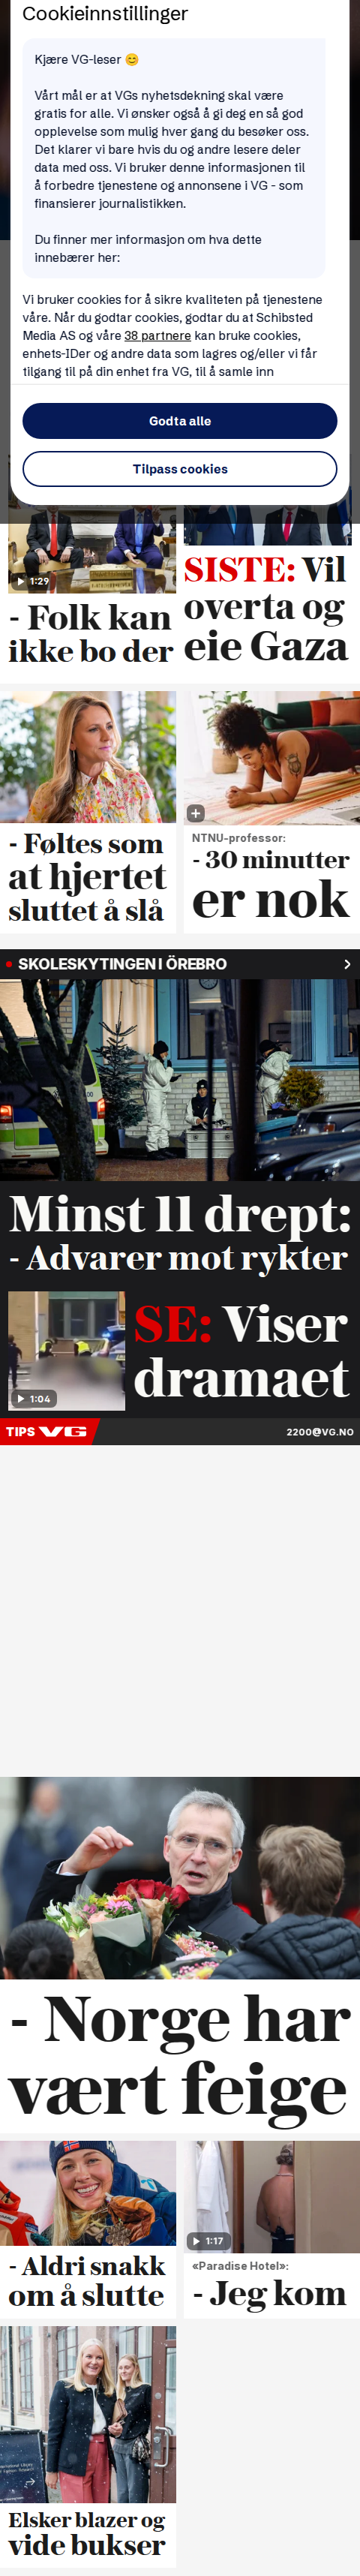 Cookieinnstillinger
Kjære VG-leser 😊
Vårt mål er at VGs nyhetsdekning skal være
gratis for alle. Vi ønsker også å gi deg en så god
opplevelse som mulig hver gang du besøker oss.
Det klarer vi bare hvis du og andre lesere deler
data med oss. Vi bruker denne informasjonen til
å forbedre tjenestene og annonsene i VG - som
finansierer journalistikken.
Du finner mer informasjon om hva dette
innebærer her:
Vi bruker cookies for å sikre kvaliteten på tjenestene
våre. Når du godtar cookies, godtar du at Schibsted
Media AS og våre 38 partnere kan bruke cookies,
enhets-IDer og andre data som lagres og/eller vi får
tilgang til på din enhet fra VG, til å samle inn
Godta alle
Tilpass cookies
1:29
- Folk kan
ikke bo der
SISTE: Vil
overta og
eie Gaza
- Føltes som
at hjertet
sluttet å slå
NTNU-professor:
- 30 minutter
er nok
SKOLESKYTINGEN I ÖREBRO
Minst 11 drept:
- Advarer mot rykter
1:04
SE: Viser
dramaet
TIPS VG
2200@VG.NO
- Norge har
vært feige
- Aldri snakk
om å slutte
1:17
«Paradise Hotel»:
- Jeg kom
Elsker blazer og
vide bukser